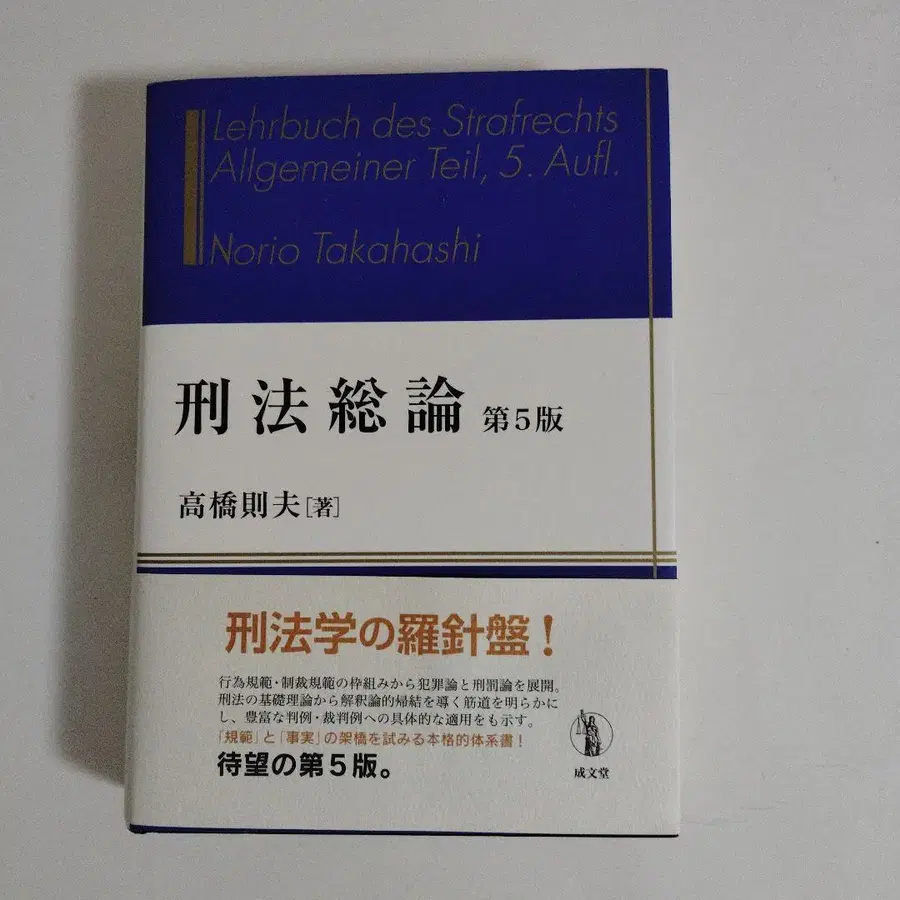 Lehrbuch des Strafrechts
Allgemeiner Teil, 5. Aufl.
Norio Takahashi
刑法総論 第5版
高橋則夫[著]
刑法学の羅針盤!
行為規範・制裁規範の枠組みから犯罪論と刑罰論を展開。
刑法の基礎理論から解釈論的帰結を導く筋道を明らかに
し、豊富な判例・裁判例への具体的な適用をも示す。
「規範」と「事実」の架橋を試みる本格的体系書!
待望の第5版。
成文堂